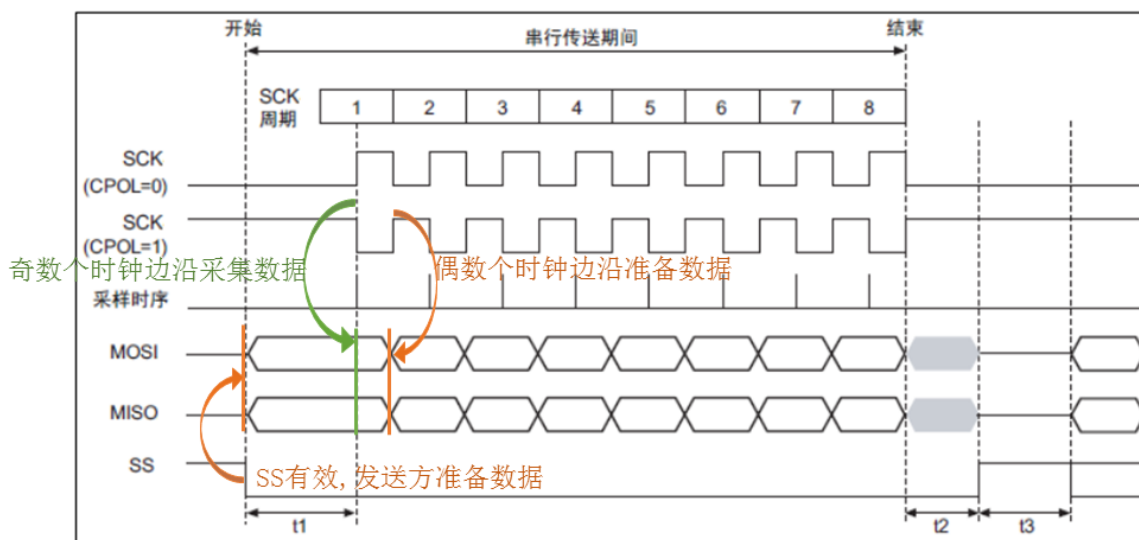 开始
结束
串行传送期间
SCK
周期
1 2 3 4 5 6 7 8
SCK
(CPOL=0)
SCK
(CPOL=1)
奇数个时钟边沿采集数据
偶数个时钟边沿准备数据
采样时序
MOSI
MISO
SS
SS有效, 发送方准备数据
t1
t2
t3